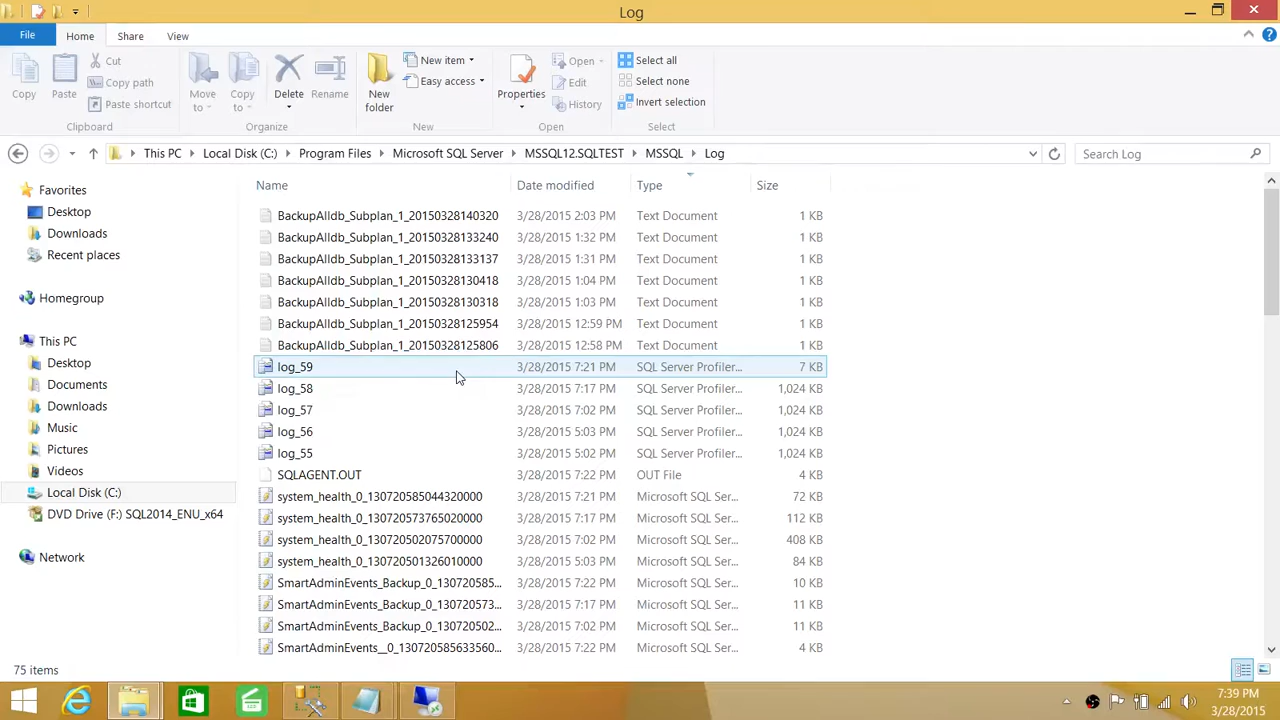 Log
File Home Share View
Copy
Paste
Cut
Copy path
Paste shortcut
Clipboard
Move to
Copy to
Delete
Rename
Organize
New folder
New item
Easy access
New
Properties
Open
Edit
History
Open
Select all
Select none
Invert selection
Select
This PC Local Disk (C:) Program Files Microsoft SQL Server MSSQL12.SQLTEST MSSQL Log
Search Log
Favorites
Desktop
Downloads
Recent places
Homegroup
This PC
Desktop
Documents
Downloads
Music
Pictures
Videos
Local Disk (C:)
DVD Drive (F:) SQL2014_ENU_x64
Network
Name Date modified Type Size
BackupAlldb_Subplan_1_20150328140320 3/28/2015 2:03 PM Text Document 1 KB
BackupAlldb_Subplan_1_20150328133240 3/28/2015 1:32 PM Text Document 1 KB
BackupAlldb_Subplan_1_20150328133137 3/28/2015 1:31 PM Text Document 1 KB
BackupAlldb_Subplan_1_20150328130418 3/28/2015 1:04 PM Text Document 1 KB
BackupAlldb_Subplan_1_20150328130318 3/28/2015 1:03 PM Text Document 1 KB
BackupAlldb_Subplan_1_20150328125954 3/28/2015 12:59 PM Text Document 1 KB
BackupAlldb_Subplan_1_20150328125806 3/28/2015 12:58 PM Text Document 1 KB
log_59 3/28/2015 7:21 PM SQL Server Profiler... 7 KB
log_58 3/28/2015 7:17 PM SQL Server Profiler... 1,024 KB
log_57 3/28/2015 7:02 PM SQL Server Profiler... 1,024 KB
log_56 3/28/2015 5:03 PM SQL Server Profiler... 1,024 KB
log_55 3/28/2015 5:02 PM SQL Server Profiler... 1,024 KB
SQLAGENT.OUT 3/28/2015 7:22 PM OUT File 4 KB
system_health_0_130720585044320000 3/28/2015 7:21 PM Microsoft SQL Ser... 72 KB
system_health_0_130720573765020000 3/28/2015 7:17 PM Microsoft SQL Ser... 112 KB
system_health_0_130720502075700000 3/28/2015 7:02 PM Microsoft SQL Ser... 408 KB
system_health_0_130720501326010000 3/28/2015 5:03 PM Microsoft SQL Ser... 84 KB
SmartAdminEvents_Backup_0_130720585... 3/28/2015 7:22 PM Microsoft SQL Ser... 10 KB
SmartAdminEvents_Backup_0_130720573... 3/28/2015 7:17 PM Microsoft SQL Ser... 11 KB
SmartAdminEvents_Backup_0_130720502... 3/28/2015 7:02 PM Microsoft SQL Ser... 11 KB
SmartAdminEvents__0_130720585633560... 3/28/2015 7:22 PM Microsoft SQL Ser... 4 KB
75 items
7:39 PM
3/28/2015